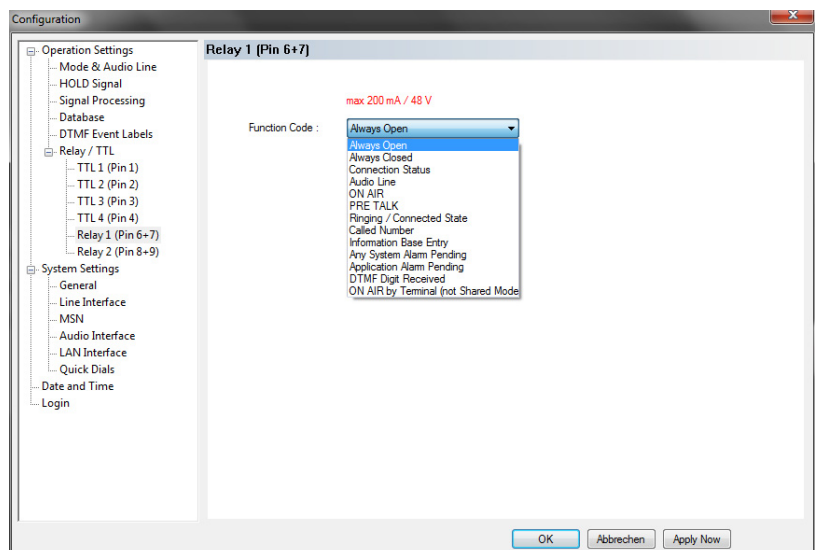 Configuration
Operation Settings
Mode & Audio Line
HOLD Signal
Signal Processing
Database
DTMF Event Labels
Relay / TTL
TTL 1 (Pin 1)
TTL 2 (Pin 2)
TTL 3 (Pin 3)
TTL 4 (Pin 4)
Relay 1 (Pin 6+7)
Relay 2 (Pin 8+9)
System Settings
General
Line Interface
MSN
Audio Interface
LAN Interface
Quick Dials
Date and Time
Login
Relay 1 (Pin 6+7)
max 200 mA / 48 V
Function Code : Always Open
Always Open
Always Closed
Connection Status
Audio Line
ON AIR
PRE TALK
Ringing / Connected State
Called Number
Information Base Entry
Any System Alarm Pending
Application Alarm Pending
DTMF Digit Received
ON AIR by Terminal (not Shared Mode
OK Abbrechen Apply Now